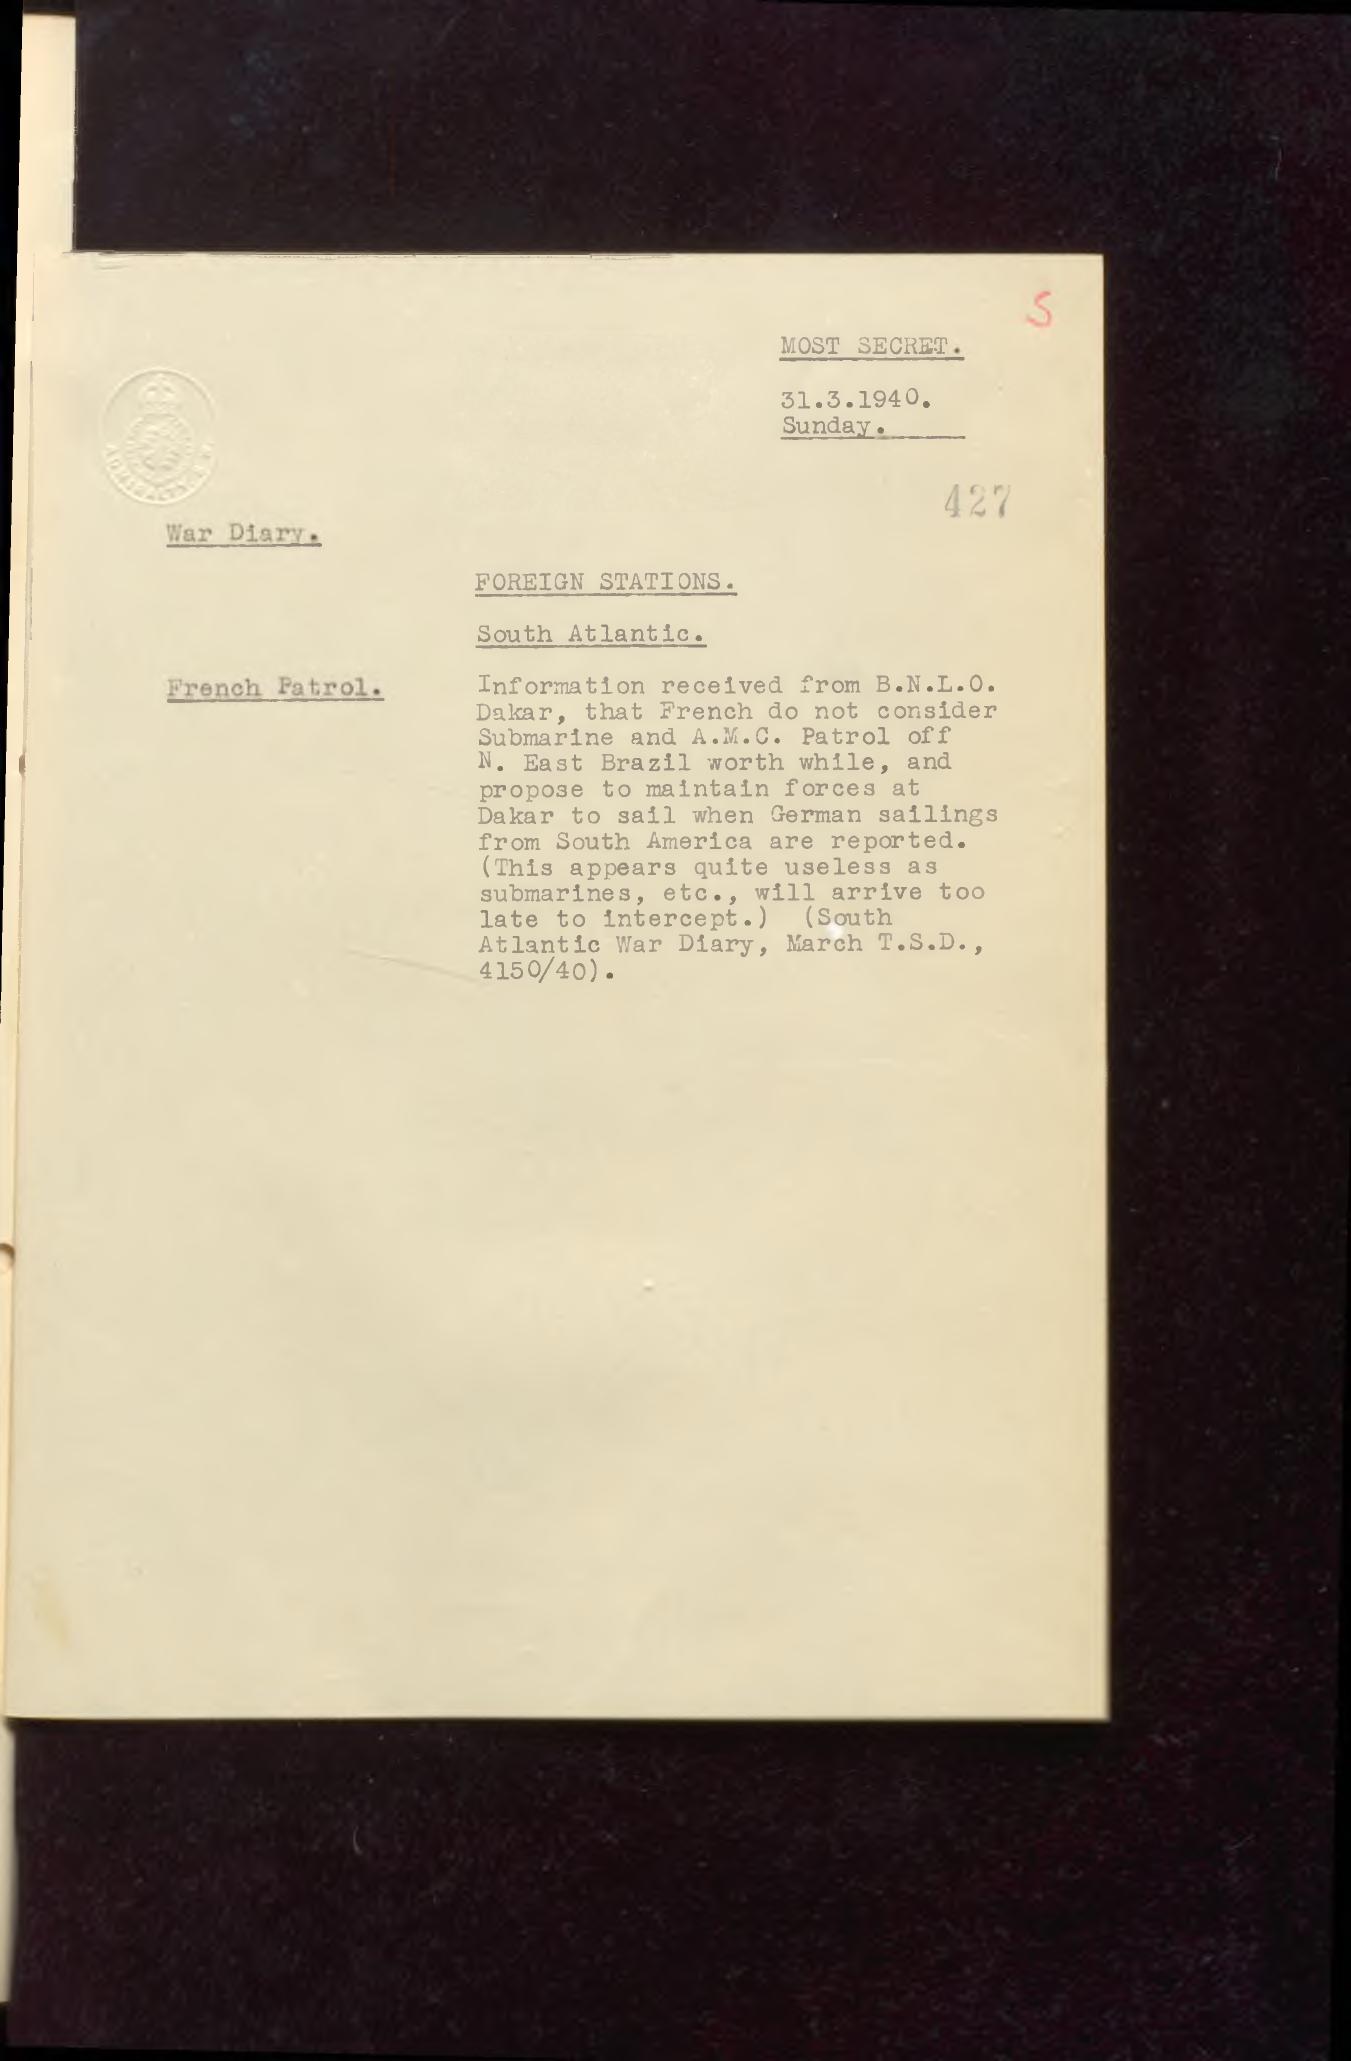 S
MOST SECRET.
31.3.1940.
Sunday.
427
War Diary.
FOREIGN STATIONS.
South Atlantic.
French Patrol.
Information received from B.N.L.O.
Dakar, that French do not consider
Submarine and A.M.C. Patrol off
N. East Brazil worth while, and
propose to maintain forces at
Dakar to sail when German sailings
from South America are reported.
(This appears quite useless as
submarines, etc., will arrive too
late to intercept.) (South
Atlantic War Diary, March T.S.D.,
4150/40).